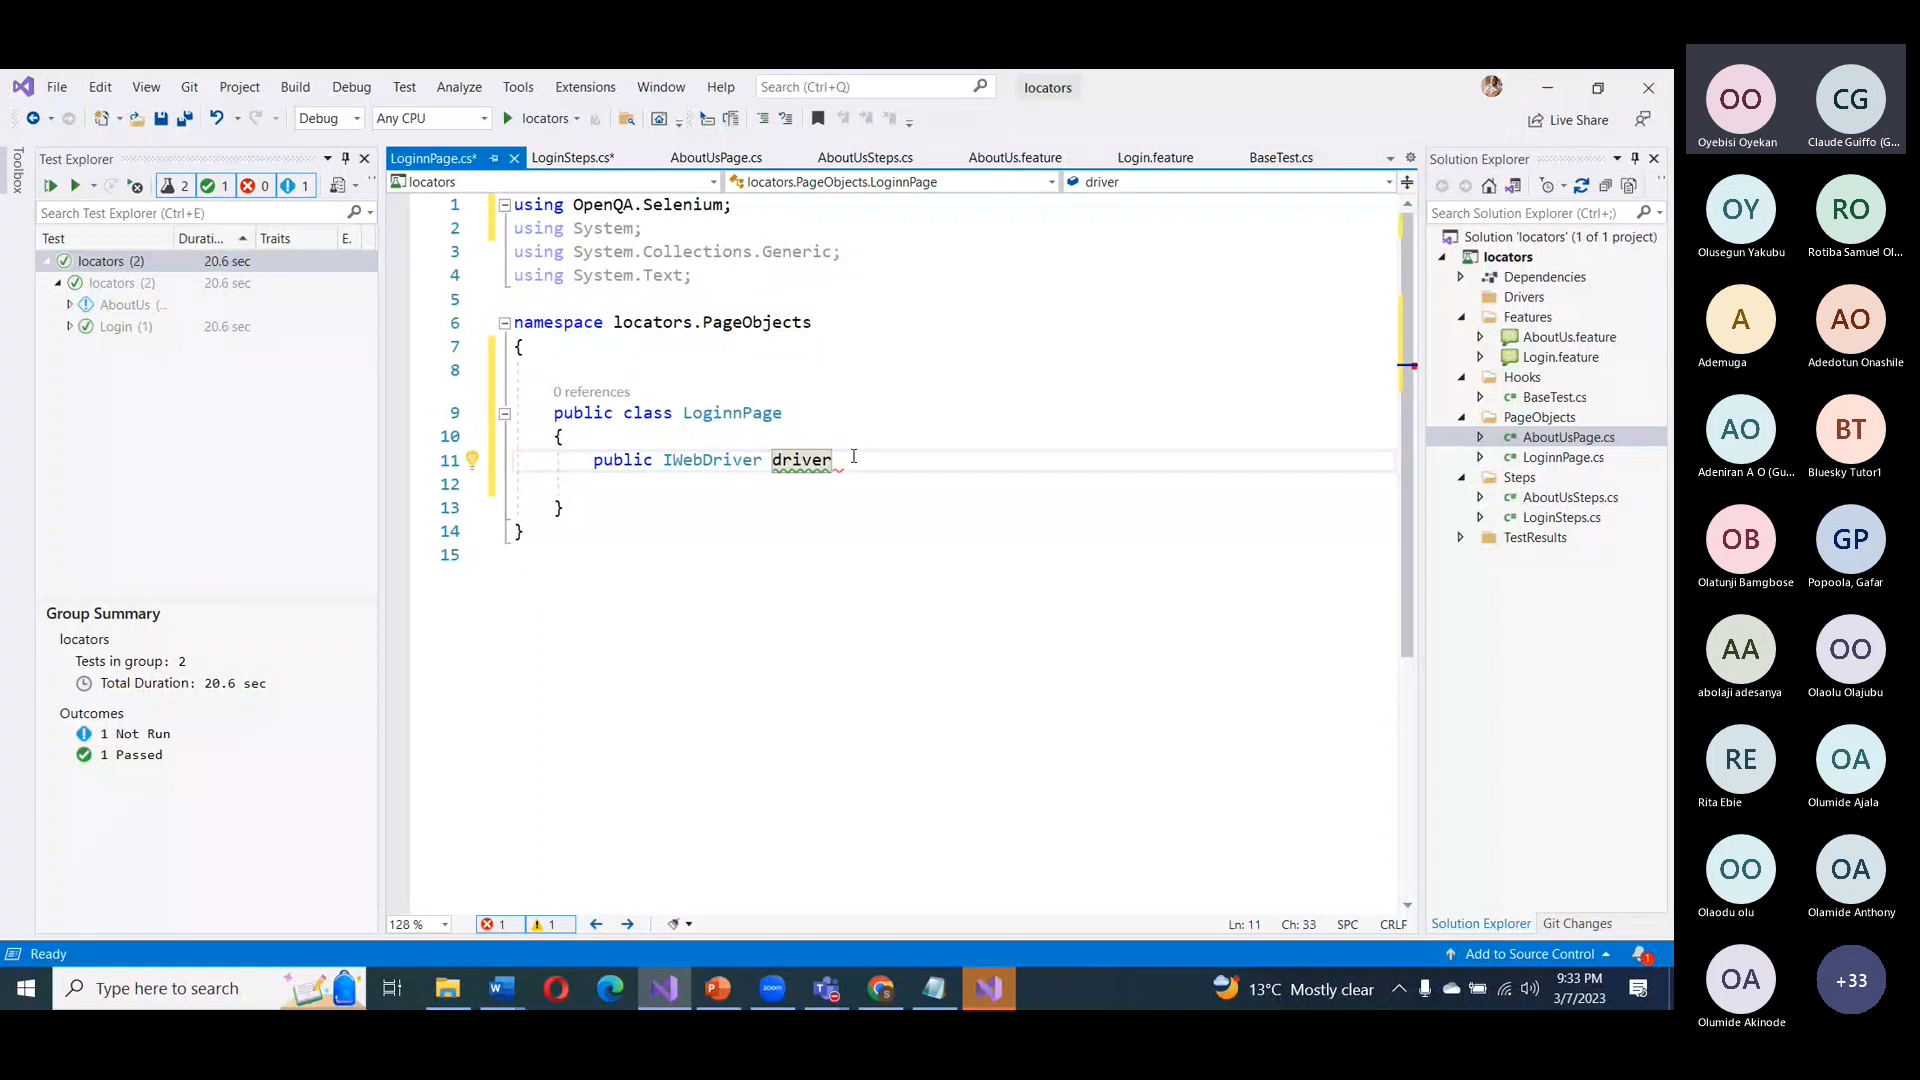 File Edit View Git Project Build Debug Test Analyze Tools Extensions Window Help Search (Ctrl+Q) locators
Debug Any CPU locators Live Share
Toolbox
Test Explorer
2 1 0 1
Search Test Explorer (Ctrl+E)
Test Durati... Traits E.
locators (2) 20.6 sec
locators (2) 20.6 sec
AboutUs (...
Login (1) 20.6 sec
Group Summary
locators
Tests in group: 2
Total Duration: 20.6 sec
Outcomes
1 Not Run
1 Passed
LoginnPage.cs* LoginSteps.cs* AboutUsPage.cs AboutUsSteps.cs AboutUs.feature Login.feature BaseTest.cs
locators locators.PageObjects.LoginnPage driver
1 using OpenQA.Selenium;
2 using System;
3 using System.Collections.Generic;
4 using System.Text;
5
6 namespace locators.PageObjects
7 {
8
0 references
9 public class LoginnPage
10 {
11 public IWebDriver driver
12
13 }
14 }
15
128 % 1 1 Ln: 11 Ch: 33 SPC CRLF
Solution Explorer
Search Solution Explorer (Ctrl+;)
Solution 'locators' (1 of 1 project)
locators
Dependencies
Drivers
Features
AboutUs.feature
Login.feature
Hooks
C# BaseTest.cs
PageObjects
C# AboutUsPage.cs
C# LoginnPage.cs
Steps
C# AboutUsSteps.cs
C# LoginSteps.cs
TestResults
Solution Explorer Git Changes
Ready Add to Source Control 1
Type here to search W P zoom 13°C Mostly clear 9:33 PM
3/7/2023
OO CG
Oyebisi Oyekan Claude Guiffo (G...
OY RO
Olusegun Yakubu Rotiba Samuel Ol...
A AO
Ademuga Adedotun Onashile
AO BT
Adeniran A O (Gu... Bluesky Tutor1
OB GP
Olatunji Bamgbose Popoola, Gafar
AA OO
abolaji adesanya Olaolu Olajubu
RE OA
Rita Ebie Olumide Ajala
OO OA
Olaodu olu Olamide Anthony
OA +33
Olumide Akinode